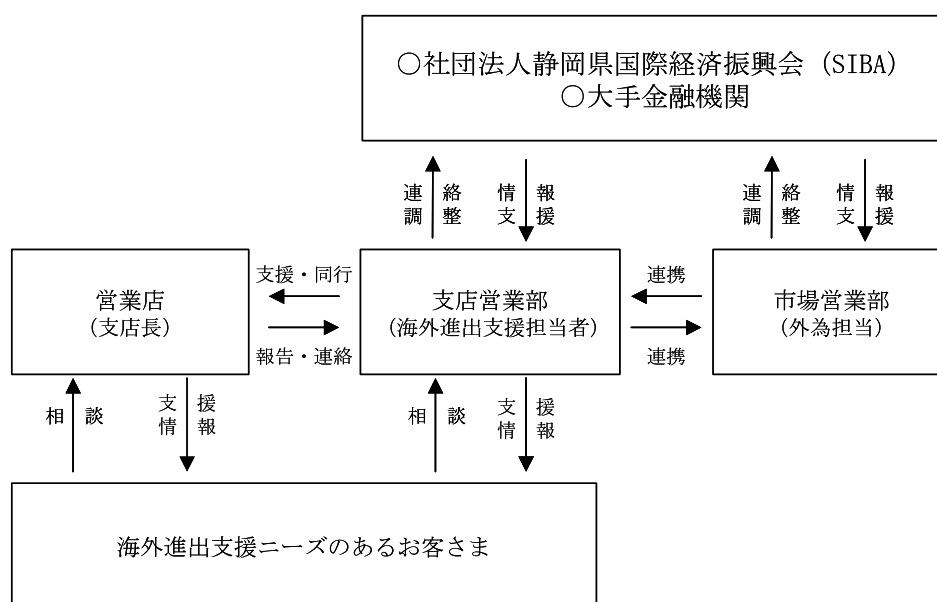 ○社団法人静岡県国際経済振興会 (SIBA)
○大手金融機関
連絡
調整
情報
支援
連絡
調整
情報
支援
営業店
(支店長)
支援・同行
報告・連絡
支店営業部
(海外進出支援担当者)
連携
連携
市場営業部
(外為担当)
相談
支援
情報
相談
支援
情報
海外進出支援ニーズのあるお客さま